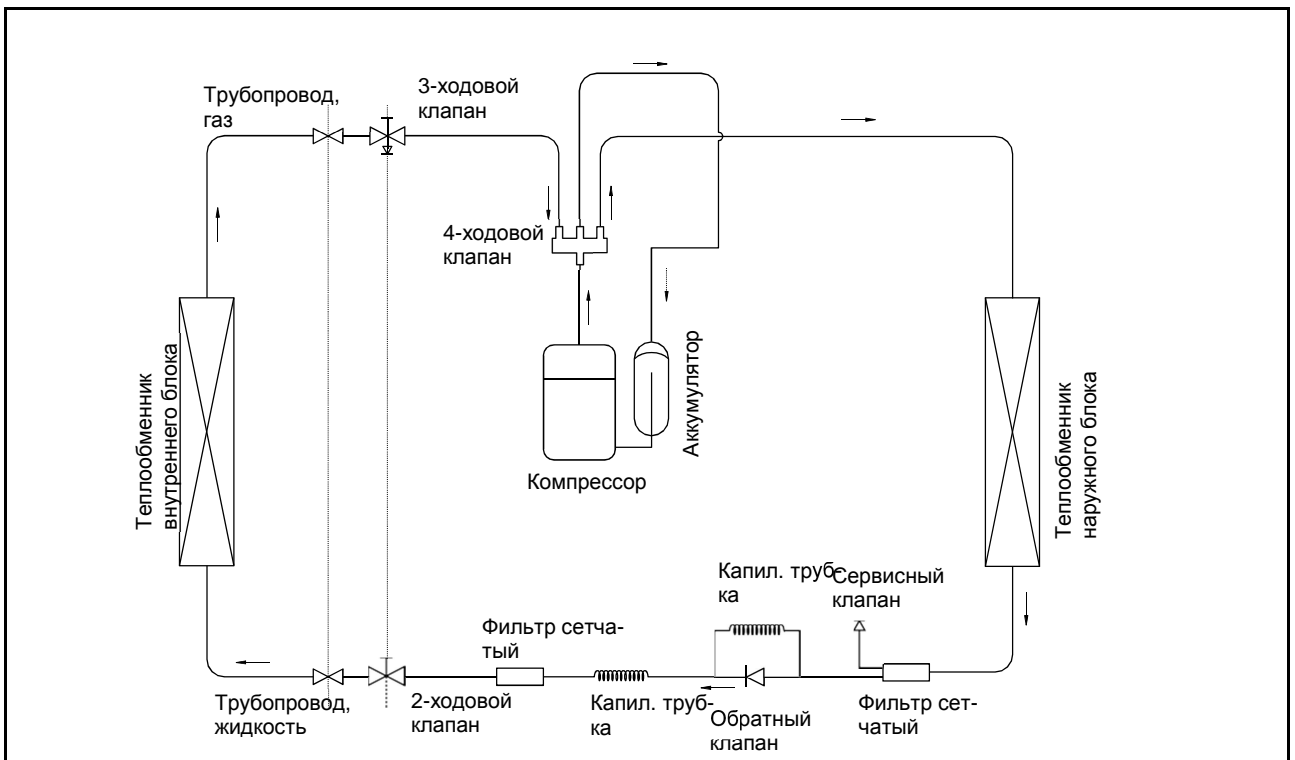 Трубопровод,
газ
3-ходовой
клапан
4-ходовой
клапан
Теплообменник
внутреннего блока
Компрессор
Аккумулятор
Теплообменник
наружного блока
Капил. труб-
ка
Сервисный
клапан
Фильтр сетча-
тый
Трубопровод,
жидкость
2-ходовой
клапан
Капил. труб-
ка
Обратный
клапан
Фильтр сет-
чатый